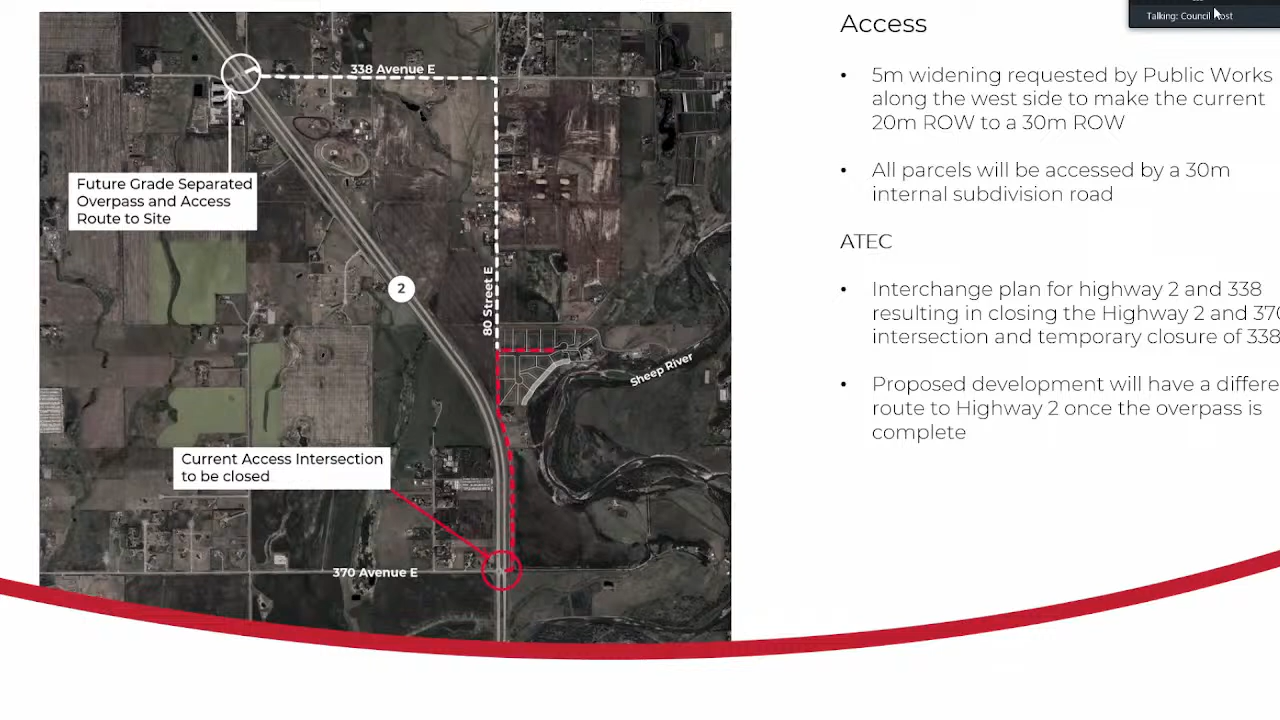 Talking: Council Host
Access
• 5m widening requested by Public Works
along the west side to make the current
20m ROW to a 30m ROW
• All parcels will be accessed by a 30m
internal subdivision road
ATEC
• Interchange plan for highway 2 and 338
resulting in closing the Highway 2 and 370
intersection and temporary closure of 338
• Proposed development will have a differe
route to Highway 2 once the overpass is
complete
338 Avenue E
Future Grade Separated
Overpass and Access
Route to Site
2
80 Street E
Sheep River
Current Access Intersection
to be closed
370 Avenue E